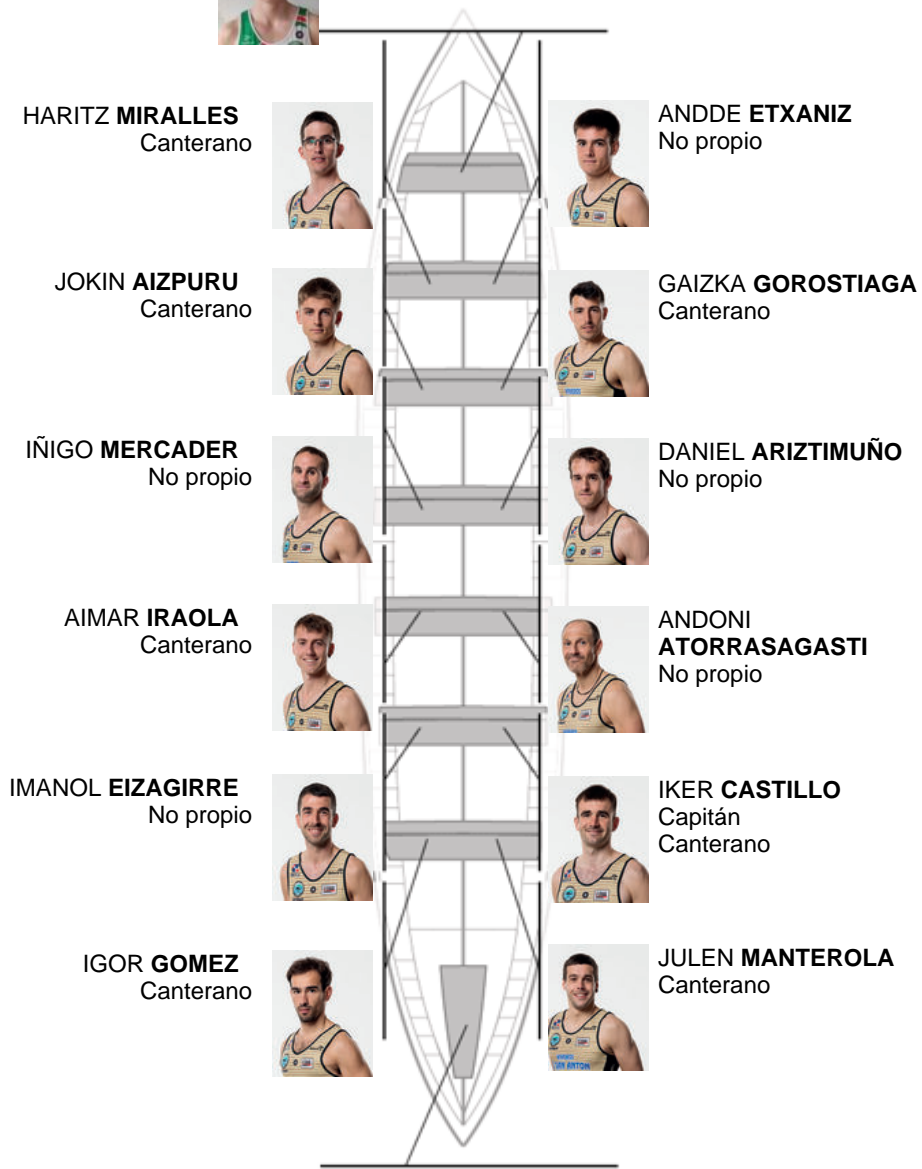 HARITZ MIRALLES
Canterano
ANDDE ETXANIZ
No propio
JOKIN AIZPURU
Canterano
GAIZKA GOROSTIAGA
Canterano
IÑIGO MERCADER
No propio
DANIEL ARIZTIMUÑO
No propio
AIMAR IRAOLA
Canterano
ANDONI
ATORRASAGASTI
No propio
IMANOL EIZAGIRRE
No propio
IKER CASTILLO
Capitán
Canterano
IGOR GOMEZ
Canterano
JULEN MANTEROLA
Canterano